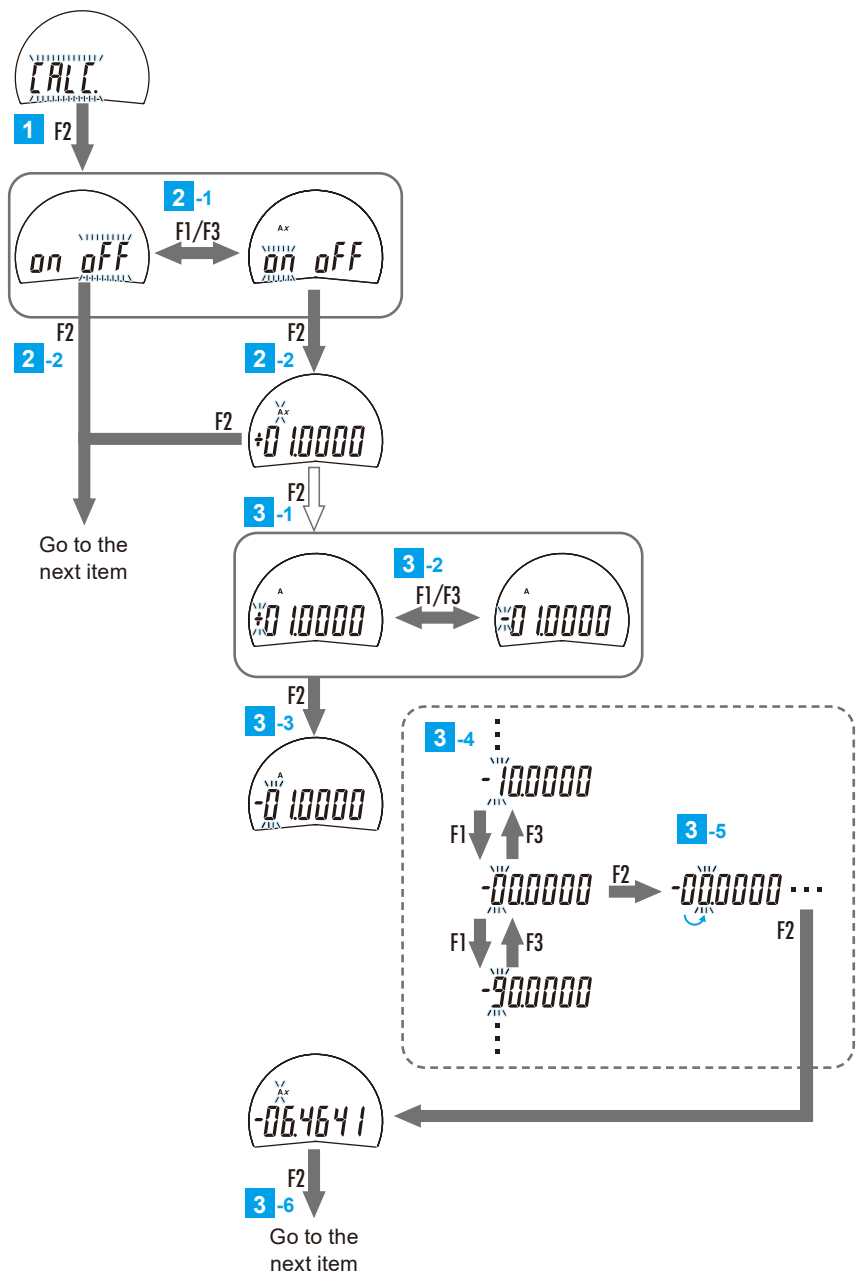 CALC.
1 F2
2 -1
F1/F3
on oFF
Ax
on oFF
F2
2 -2
F2
2 -2
F2
Ax
+01.0000
F2
3 -1
Go to the
next item
3 -2
F1/F3
A
+01.0000
A
-01.0000
F2
3 -3
A
-01.0000
3 -4
-10.0000
F1 F3
3 -5
-00.0000
F2
-00.0000 ...
F1 F3
F2
-90.0000
Ax
-06.4641
F2
3 -6
Go to the
next item